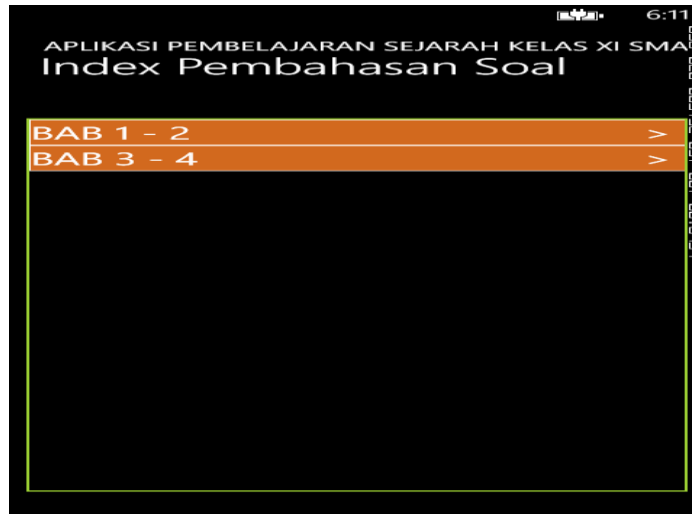 6:11
APLIKASI PEMBELAJARAN SEJARAH KELAS XI SMA
Index Pembahasan Soal
BAB 1 - 2 >
BAB 3 - 4 >